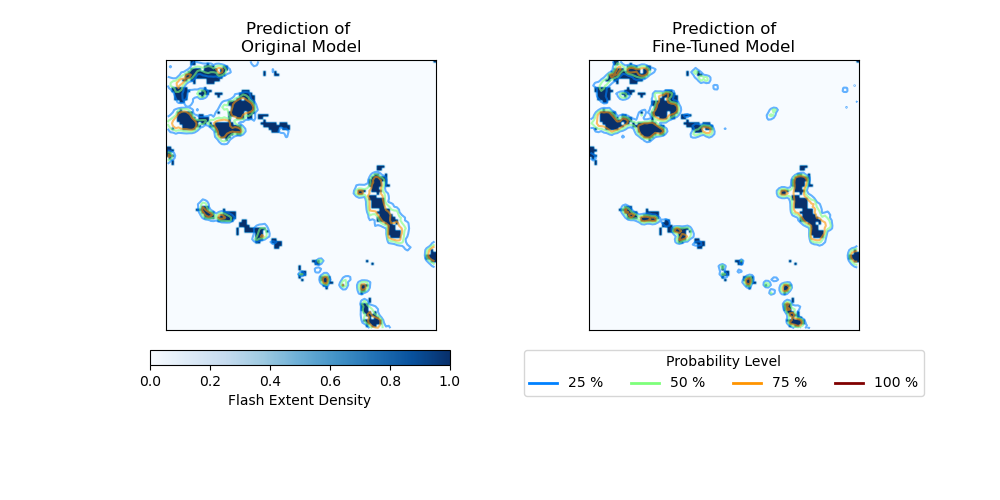 Prediction of
Original Model
Prediction of
Fine-Tuned Model
0.0 0.2 0.4 0.6 0.8 1.0
Flash Extent Density
Probability Level
25 % 50 % 75 % 100 %